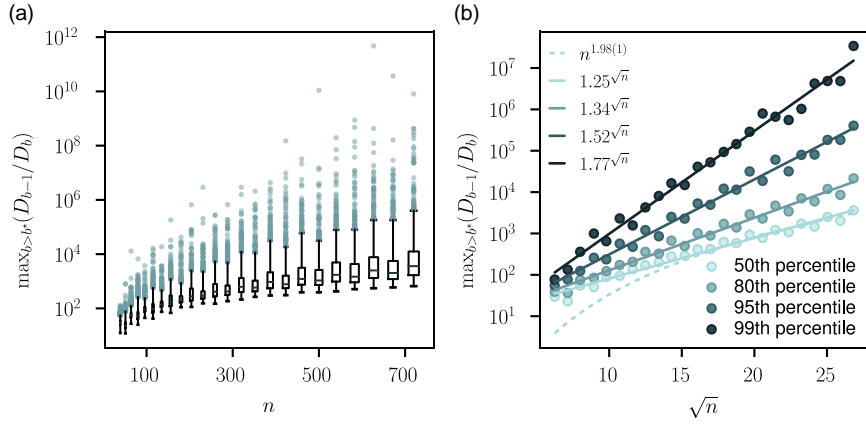 (a)
10^{12}
10^{10}
10^{8}
10^{6}
10^{4}
10^{2}
max_{b>b*}(D_{b-1}/D_b)
100
300
500
700
n
(b)
10^{7}
10^{6}
10^{5}
10^{4}
10^{3}
10^{2}
10^{1}
max_{b>b*}(D_{b-1}/D_b)
n^{1.98(1)}
1.25^{√n}
1.34^{√n}
1.52^{√n}
1.77^{√n}
50th percentile
80th percentile
95th percentile
99th percentile
10
15
20
25
√n